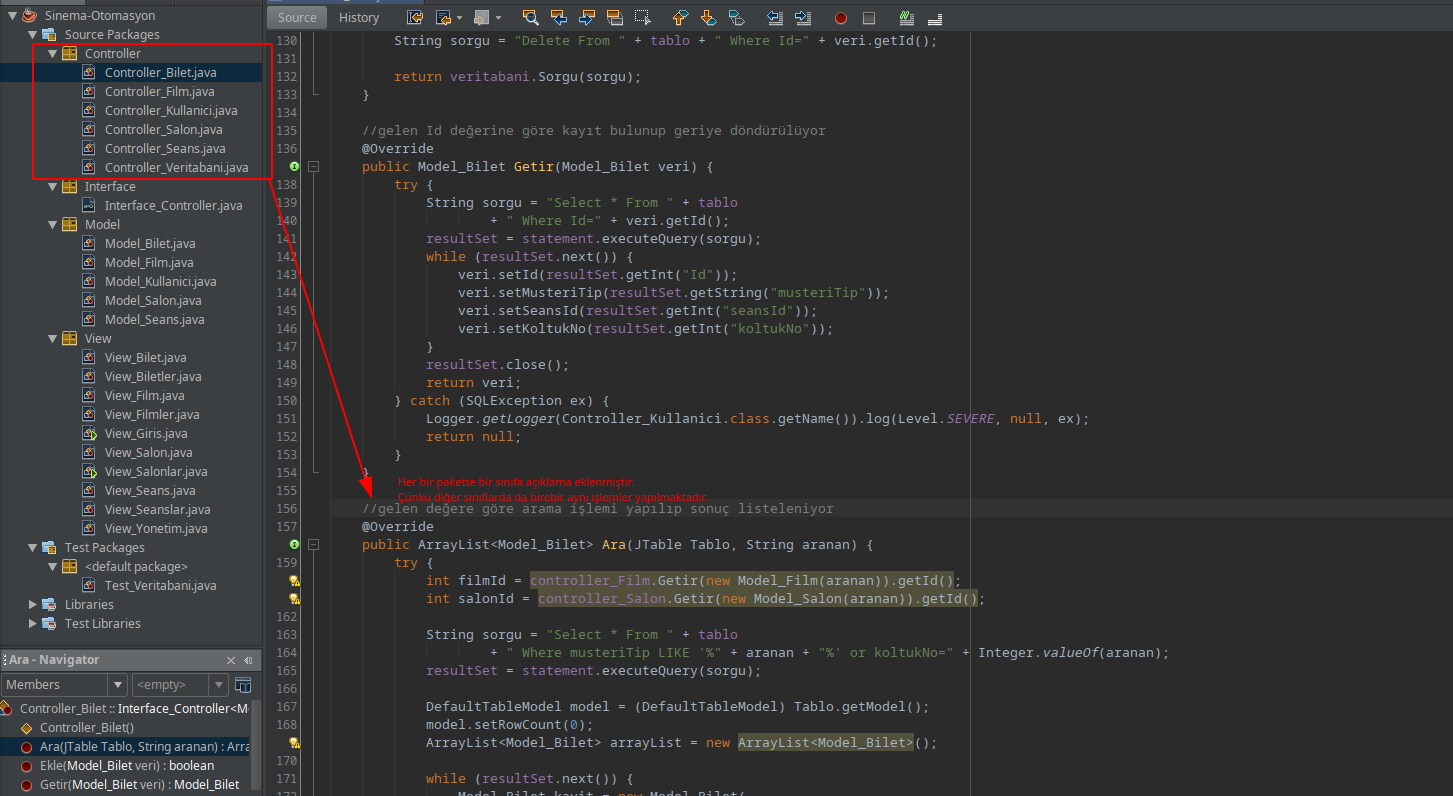 Sinema-Otomasyon
Source Packages
Controller
Controller_Bilet.java
Controller_Film.java
Controller_Kullanici.java
Controller_Salon.java
Controller_Seans.java
Controller_Veritabani.java
Interface
Interface_Controller.java
Model
Model_Bilet.java
Model_Film.java
Model_Kullanici.java
Model_Salon.java
Model_Seans.java
View
View_Bilet.java
View_Biletler.java
View_Film.java
View_Filmler.java
View_Giris.java
View_Salon.java
View_Salonlar.java
View_Seans.java
View_Seanslar.java
View_Yonetim.java
Test Packages
<default package>
Test_Veritabani.java
Libraries
Test Libraries
Ara - Navigator
Members <empty>
Controller_Bilet :: Interface_Controller<M
Controller_Bilet()
Ara(JTable Tablo, String aranan) : Arra
Ekle(Model_Bilet veri) : boolean
Getir(Model_Bilet veri) : Model_Bilet
Source History
130 String sorgu = "Delete From " + tablo + " Where Id=" + veri.getId();
131
132 return veritabani.Sorgu(sorgu);
133 }
134
135 //gelen Id değerine göre kayıt bulunup geriye döndürülüyor
136 @Override
public Model_Bilet Getir(Model_Bilet veri) {
138 try {
139 String sorgu = "Select * From " + tablo
140 + " Where Id=" + veri.getId();
141 resultSet = statement.executeQuery(sorgu);
142 while (resultSet.next()) {
143 veri.setId(resultSet.getInt("Id"));
144 veri.setMusteriTip(resultSet.getString("musteriTip"));
145 veri.setSeansId(resultSet.getInt("seansId"));
146 veri.setKoltukNo(resultSet.getInt("koltukNo"));
147 }
148 resultSet.close();
149 return veri;
150 } catch (SQLException ex) {
151 Logger.getLogger(Controller_Kullanici.class.getName()).log(Level.SEVERE, null, ex);
152 return null;
153 }
154 }
Her bir pakette bir sınıfa açıklama eklenmiştir.
155
Çünkü diğer sınıflarda da birebir aynı işlemler yapılmaktadır.
156 //gelen değere göre arama işlemi yapılıp sonuç listeleniyor
157 @Override
public ArrayList<Model_Bilet> Ara(JTable Tablo, String aranan) {
159 try {
int filmId = controller_Film.Getir(new Model_Film(aranan)).getId();
int salonId = controller_Salon.Getir(new Model_Salon(aranan)).getId();
162
163 String sorgu = "Select * From " + tablo
164 + " Where musteriTip LIKE '%" + aranan + "%' or koltukNo=" + Integer.valueOf(aranan);
165 resultSet = statement.executeQuery(sorgu);
166
167 DefaultTableModel model = (DefaultTableModel) Tablo.getModel();
168 model.setRowCount(0);
ArrayList<Model_Bilet> arrayList = new ArrayList<Model_Bilet>();
170
171 while (resultSet.next()) {
172 Model_Bilet kayit = new Model_Bilet(